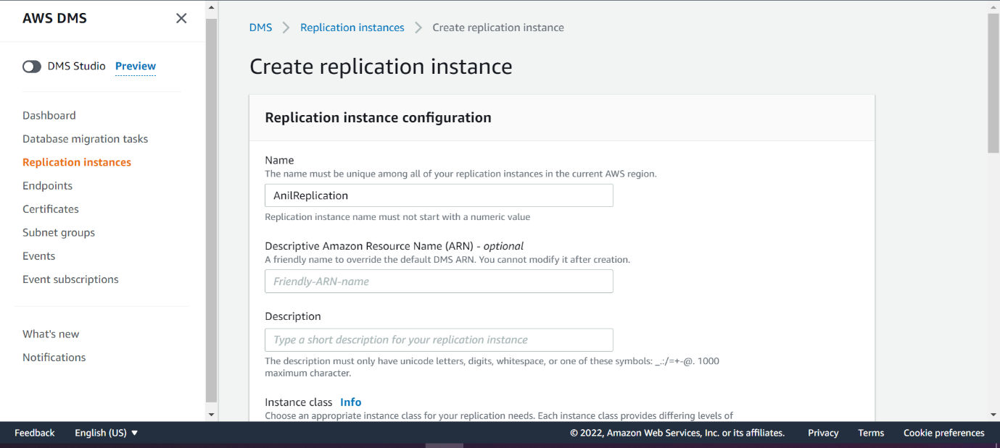 AWS DMS
DMS Studio Preview
Dashboard
Database migration tasks
Replication instances
Endpoints
Certificates
Subnet groups
Events
Event subscriptions
What's new
Notifications
DMS Replication instances Create replication instance
Create replication instance
Replication instance configuration
Name
The name must be unique among all of your replication instances in the current AWS region.
AnilReplication
Replication instance name must not start with a numeric value
Descriptive Amazon Resource Name (ARN) - optional
A friendly name to override the default DMS ARN. You cannot modify it after creation.
Friendly-ARN-name
Description
Type a short description for your replication instance
The description must only have unicode letters, digits, whitespace, or one of these symbols: _.:/=+-@. 1000
maximum character.
Instance class Info
Choose an appropriate instance class for your replication needs. Each instance class provides differing levels of
Feedback English (US) © 2022, Amazon Web Services, Inc. or its affiliates. Privacy Terms Cookie preferences